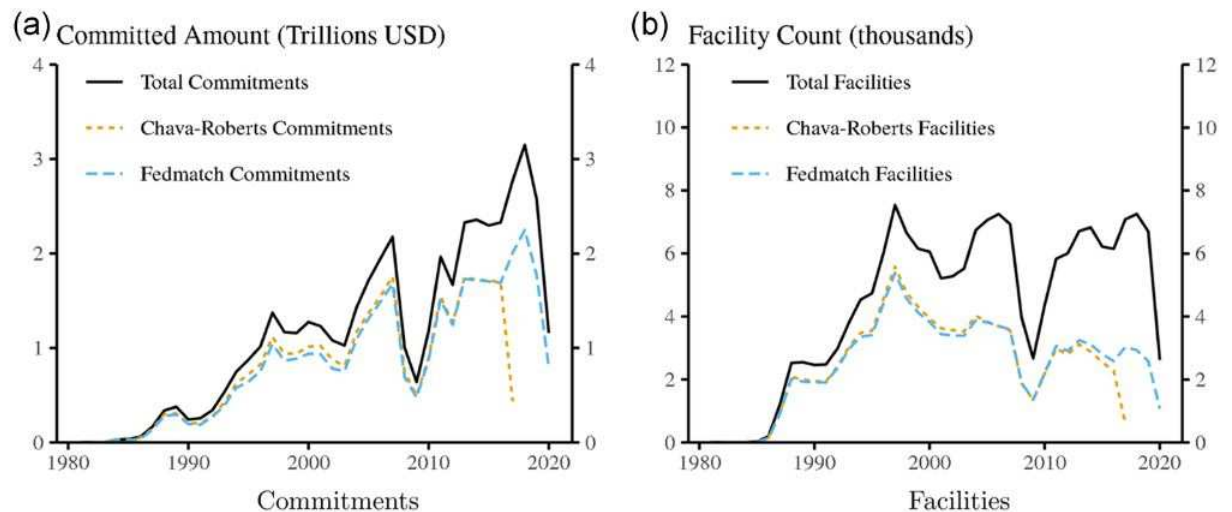 (a) Committed Amount (Trillions USD)
4 4
Total Commitments
Chava-Roberts Commitments
3 3
Fedmatch Commitments
2 2
1 1
0 0
1980 1990 2000 2010 2020
Commitments
(b) Facility Count (thousands)
12 12
Total Facilities
10 10
Chava-Roberts Facilities
Fedmatch Facilities
8 8
6 6
4 4
2 2
0 0
1980 1990 2000 2010 2020
Facilities